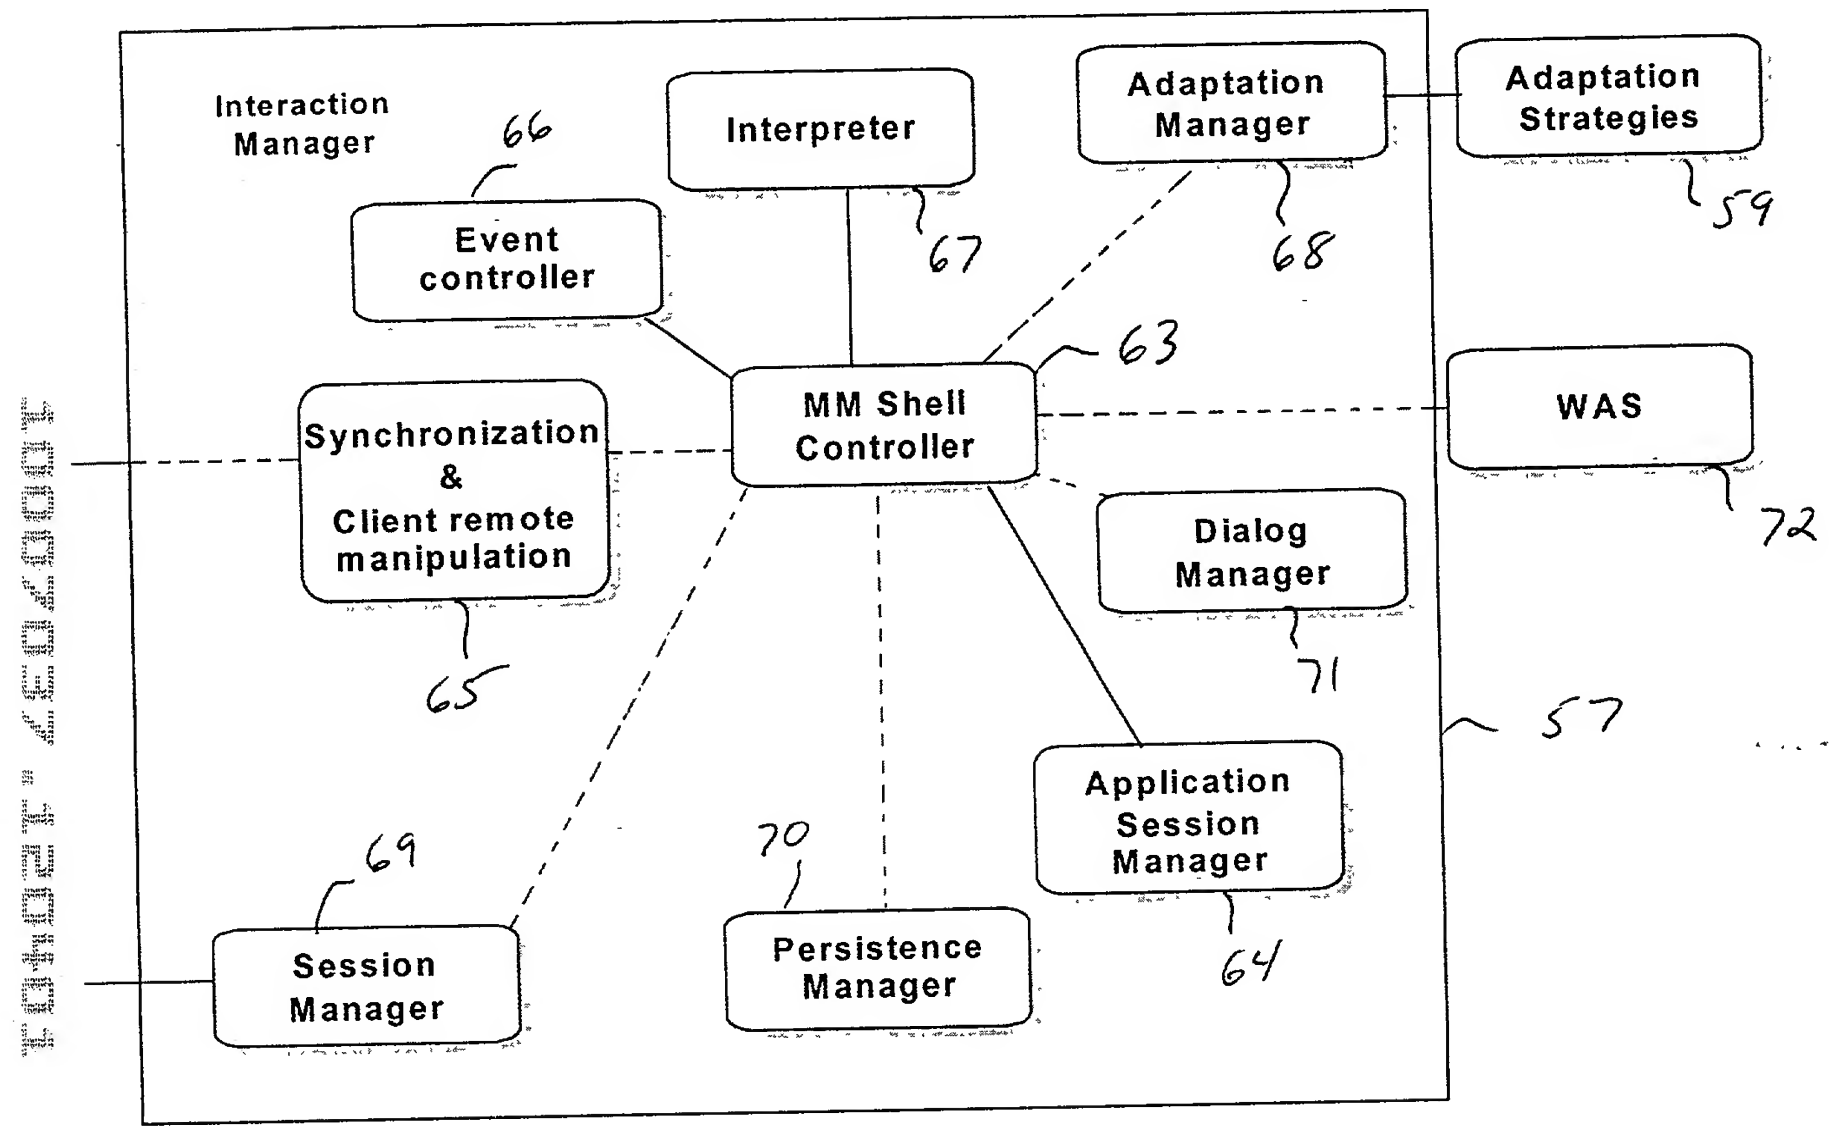 Interaction
Manager
66
Event
controller
Interpreter
67
Adaptation
Manager
68
Adaptation
Strategies
59
MM Shell
Controller
63
WAS
72
Synchronization
&
Client remote
manipulation
65
Dialog
Manager
71
57
Application
Session
Manager
64
69
Session
Manager
70
Persistence
Manager